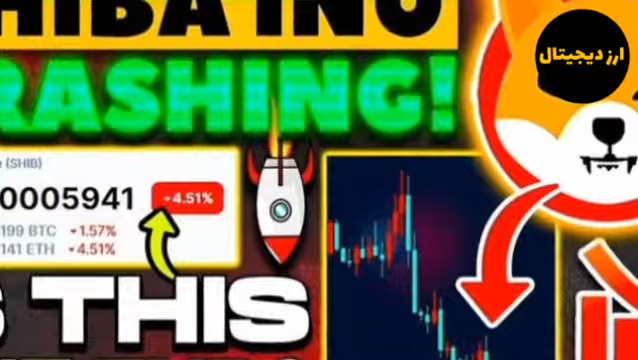 HIBA INU
RASHING!
ارز دیجیتال
(SHIB)
0005941 -4.51%
199 BTC -1.57%
141 ETH -4.51%
S THIS